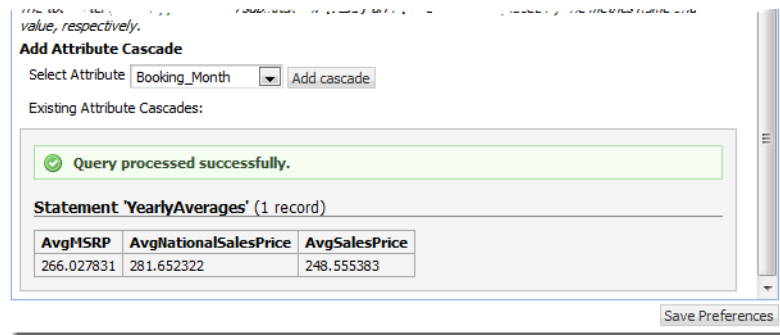 value, respectively.
Add Attribute Cascade
Select Attribute Booking_Month Add cascade
Existing Attribute Cascades:
Query processed successfully.
Statement 'YearlyAverages' (1 record)
AvgMSRP AvgNationalSalesPrice AvgSalesPrice
266.027831 281.652322 248.555383
Save Preferences